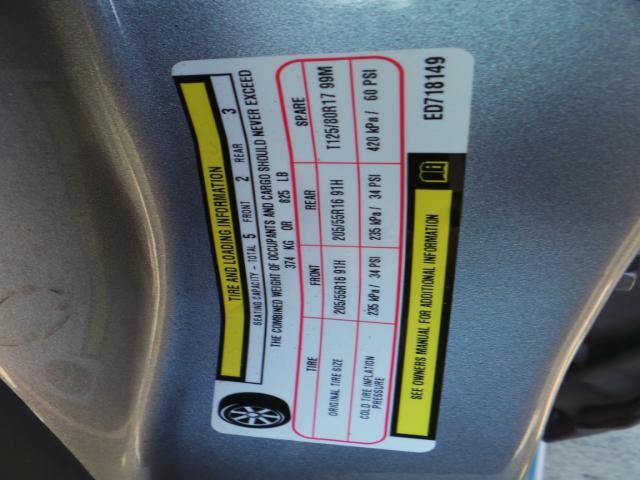 TIRE AND LOADING INFORMATION
SEATING CAPACITY - TOTAL 5 FRONT 2 REAR 3
THE COMBINED WEIGHT OF OCCUPANTS AND CARGO SHOULD NEVER EXCEED
374 KG OR 825 LB
TIRE FRONT REAR SPARE
ORIGINAL TIRE SIZE 205/55R16 91H 205/55R16 91H T125/80R17 99M
COLD TIRE INFLATION PRESSURE 235 kPa / 34 PSI 235 kPa / 34 PSI 420 kPa / 60 PSI
SEE OWNERS MANUAL FOR ADDITIONAL INFORMATION
ED718149